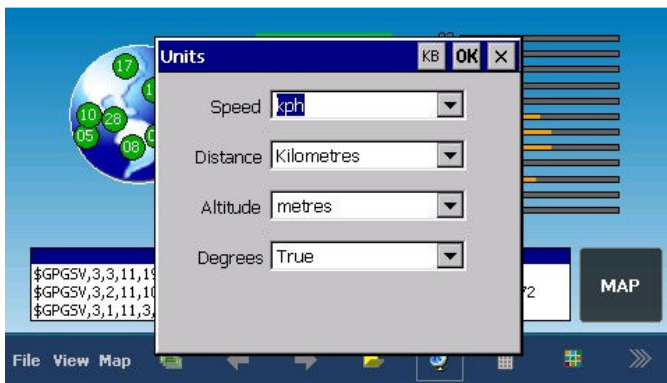 Units KB OK
Speed kph
Distance Kilometres
Altitude metres
Degrees True
17
10 28
05
08
$GPGSV,3,3,11,19
$GPGSV,3,2,11,10
72
$GPGSV,3,1,11,3,
MAP
File View Map